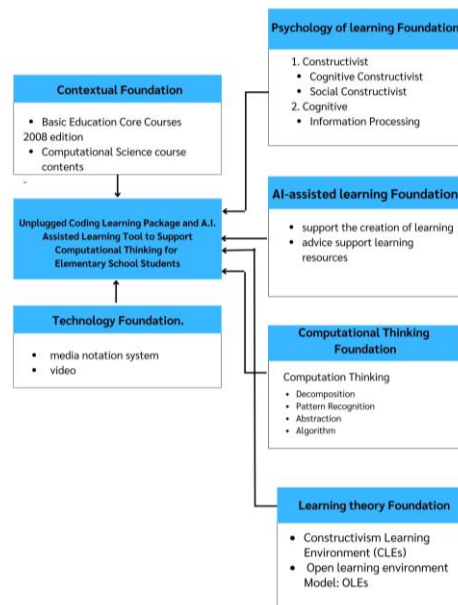 Psychology of learning Foundation
1. Constructivist
• Cognitive Constructivist
• Social Constructivist
2. Cognitive
• Information Processing
Contextual Foundation
• Basic Education Core Courses
2008 edition
• Computational Science course
contents
-
AI-assisted learning Foundation
• support the creation of learning
• advice support learning
resources
Unplugged Coding Learning Package and A.I.
Assisted Learning Tool to Support
Computational Thinking for
Elementary School Students
Technology Foundation.
• media notation system
• video
Computational Thinking
Foundation
Computation Thinking
• Decomposition
• Pattern Recognition
• Abstraction
• Algorithm
Learning theory Foundation
• Constructivism Learning
Environment (CLEs)
• Open learning environment
Model: OLEs